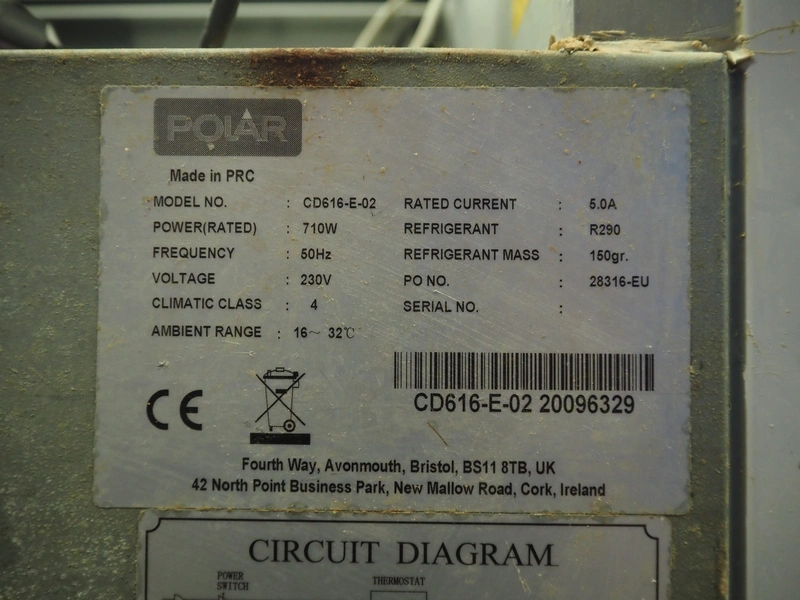 POLAR
Made in PRC
MODEL NO. : CD616-E-02 RATED CURRENT : 5.0A
POWER(RATED) : 710W REFRIGERANT : R290
FREQUENCY : 50Hz REFRIGERANT MASS : 150gr.
VOLTAGE : 230V PO NO. : 28316-EU
CLIMATIC CLASS : 4 SERIAL NO. :
AMBIENT RANGE : 16~ 32℃
CD616-E-02 20096329
CE
Fourth Way, Avonmouth, Bristol, BS11 8TB, UK
42 North Point Business Park, New Mallow Road, Cork, Ireland
CIRCUIT DIAGRAM
POWER
SWITCH
THERMOSTAT